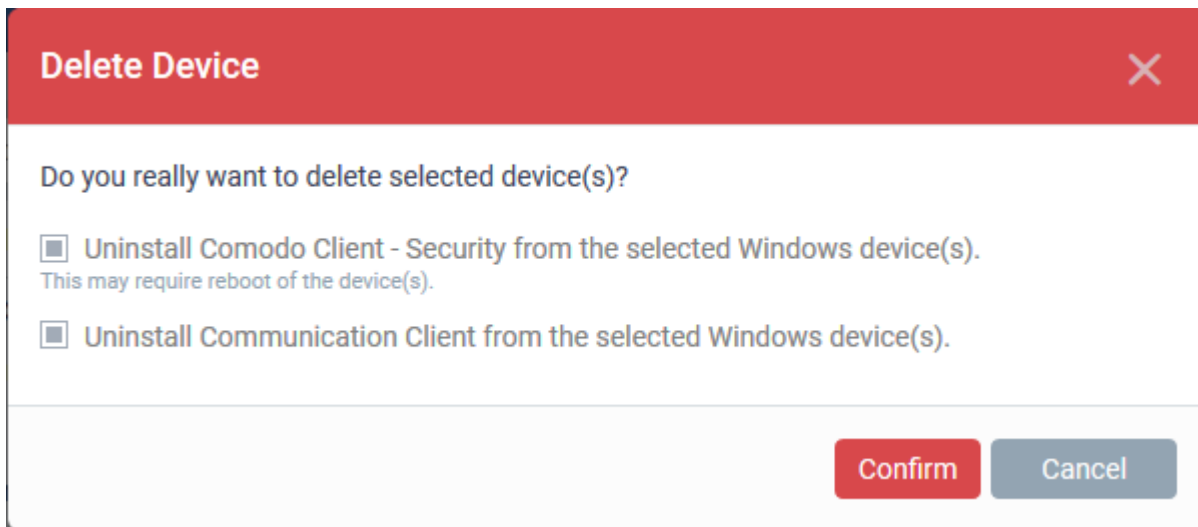 Delete Device
Do you really want to delete selected device(s)?
Uninstall Comodo Client - Security from the selected Windows device(s).
This may require reboot of the device(s).
Uninstall Communication Client from the selected Windows device(s).
Confirm
Cancel